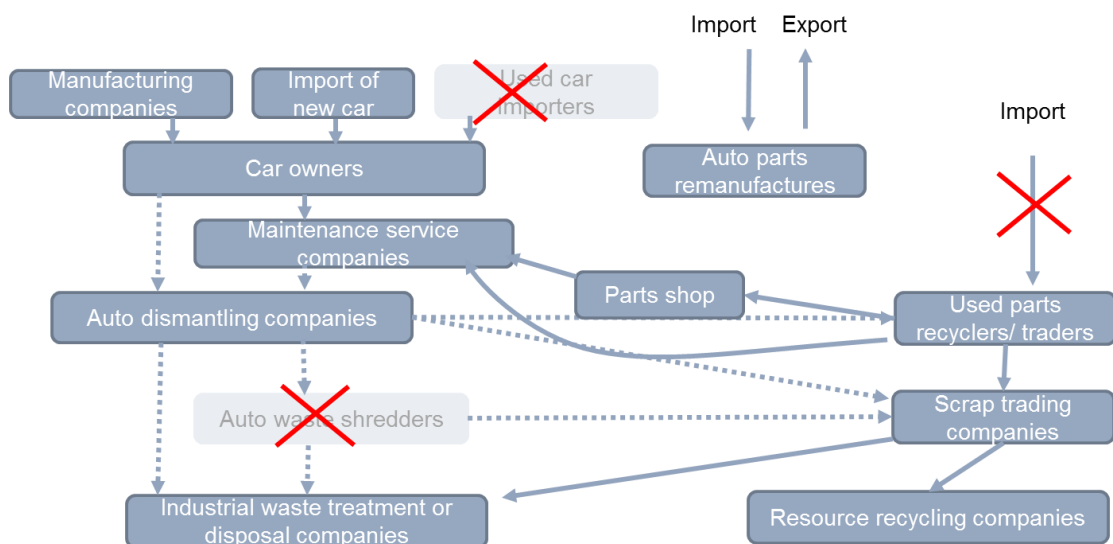 Import
Export
Manufacturing
companies
Import of
new car
Used car
importers
Import
Car owners
Auto parts
remanufactures
Maintenance service
companies
Parts shop
Auto dismantling companies
Used parts
recyclers/ traders
Auto waste shredders
Scrap trading
companies
Industrial waste treatment or
disposal companies
Resource recycling companies